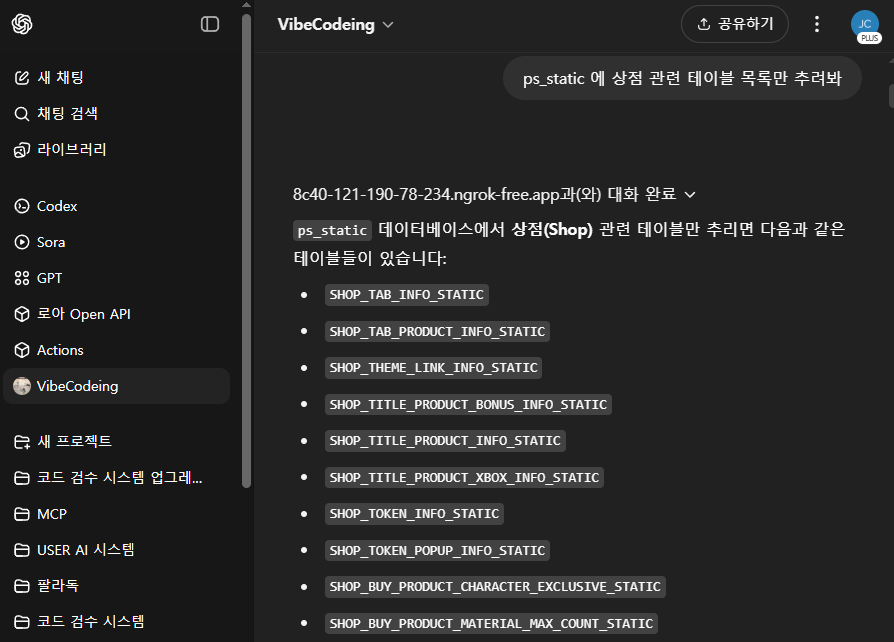 VibeCodeing
공유하기
JC
PLUS
새 채팅
채팅 검색
라이브러리
Codex
Sora
GPT
로아 Open API
Actions
VibeCodeing
새 프로젝트
코드 검수 시스템 업그레...
MCP
USER AI 시스템
팔라독
코드 검수 시스템
ps_static 에 상점 관련 테이블 목록만 추려봐
8c40-121-190-78-234.ngrok-free.app과(와) 대화 완료
ps_static 데이터베이스에서 상점(Shop) 관련 테이블만 추리면 다음과 같은
테이블들이 있습니다:
SHOP_TAB_INFO_STATIC
SHOP_TAB_PRODUCT_INFO_STATIC
SHOP_THEME_LINK_INFO_STATIC
SHOP_TITLE_PRODUCT_BONUS_INFO_STATIC
SHOP_TITLE_PRODUCT_INFO_STATIC
SHOP_TITLE_PRODUCT_XBOX_INFO_STATIC
SHOP_TOKEN_INFO_STATIC
SHOP_TOKEN_POPUP_INFO_STATIC
SHOP_BUY_PRODUCT_CHARACTER_EXCLUSIVE_STATIC
SHOP_BUY_PRODUCT_MATERIAL_MAX_COUNT_STATIC